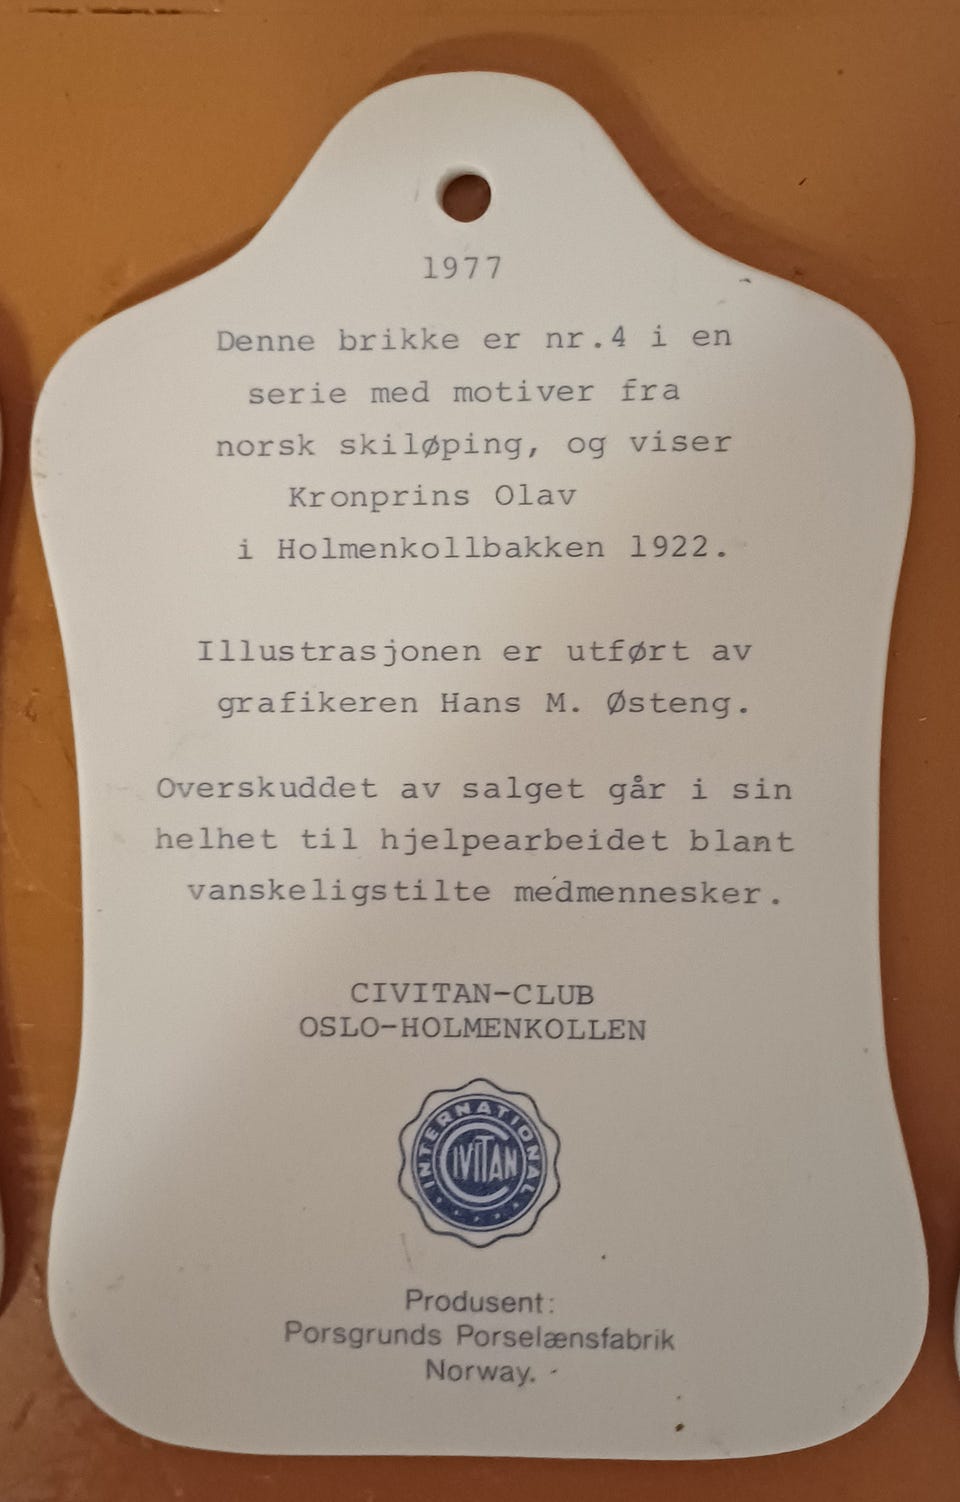 1977
Denne brikke er nr.4 i en
serie med motiver fra
norsk skiløping, og viser
Kronprins Olav
i Holmenkollbakken 1922.
Illustrasjonen er utført av
grafikeren Hans M. Østeng.
Overskuddet av salget går i sin
helhet til hjelpearbeidet blant
vanskeligstilte medmennesker.
CIVITAN-CLUB
OSLO-HOLMENKOLLEN
INTERNATIONAL
CIVITAN
Produsent:
Porsgrunds Porselænsfabrik
Norway.